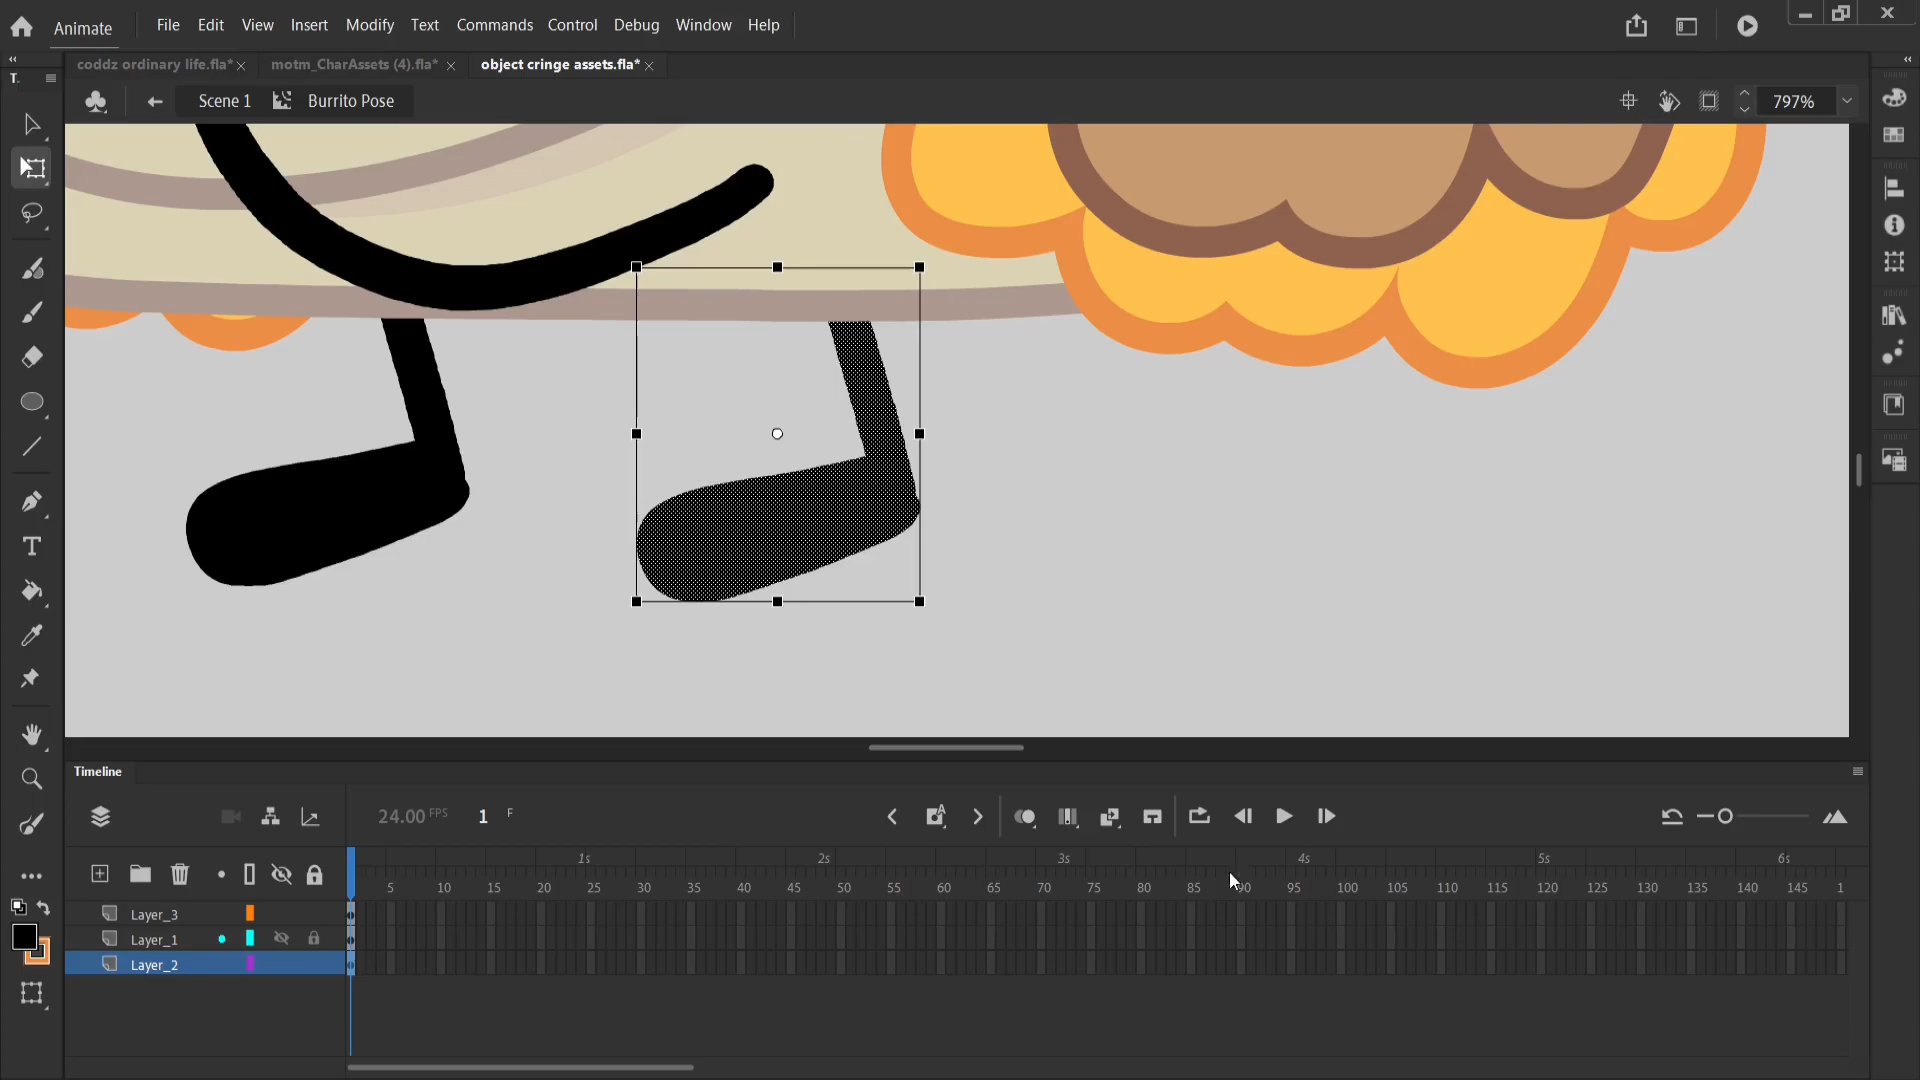 Animate File Edit View Insert Modify Text Commands Control Debug Window Help
T. coddz ordinary life.fla* motm_CharAssets (4).fla* object cringe assets.fla*
Scene 1 Burrito Pose 797%
Timeline
24.00 FPS 1 F
1s 2s 3s 4s 5s 6s
5 10 15 20 25 30 35 40 45 50 55 60 65 70 75 80 85 90 95 100 105 110 115 120 125 130 135 140 145 1
Layer_3
Layer_1
Layer_2